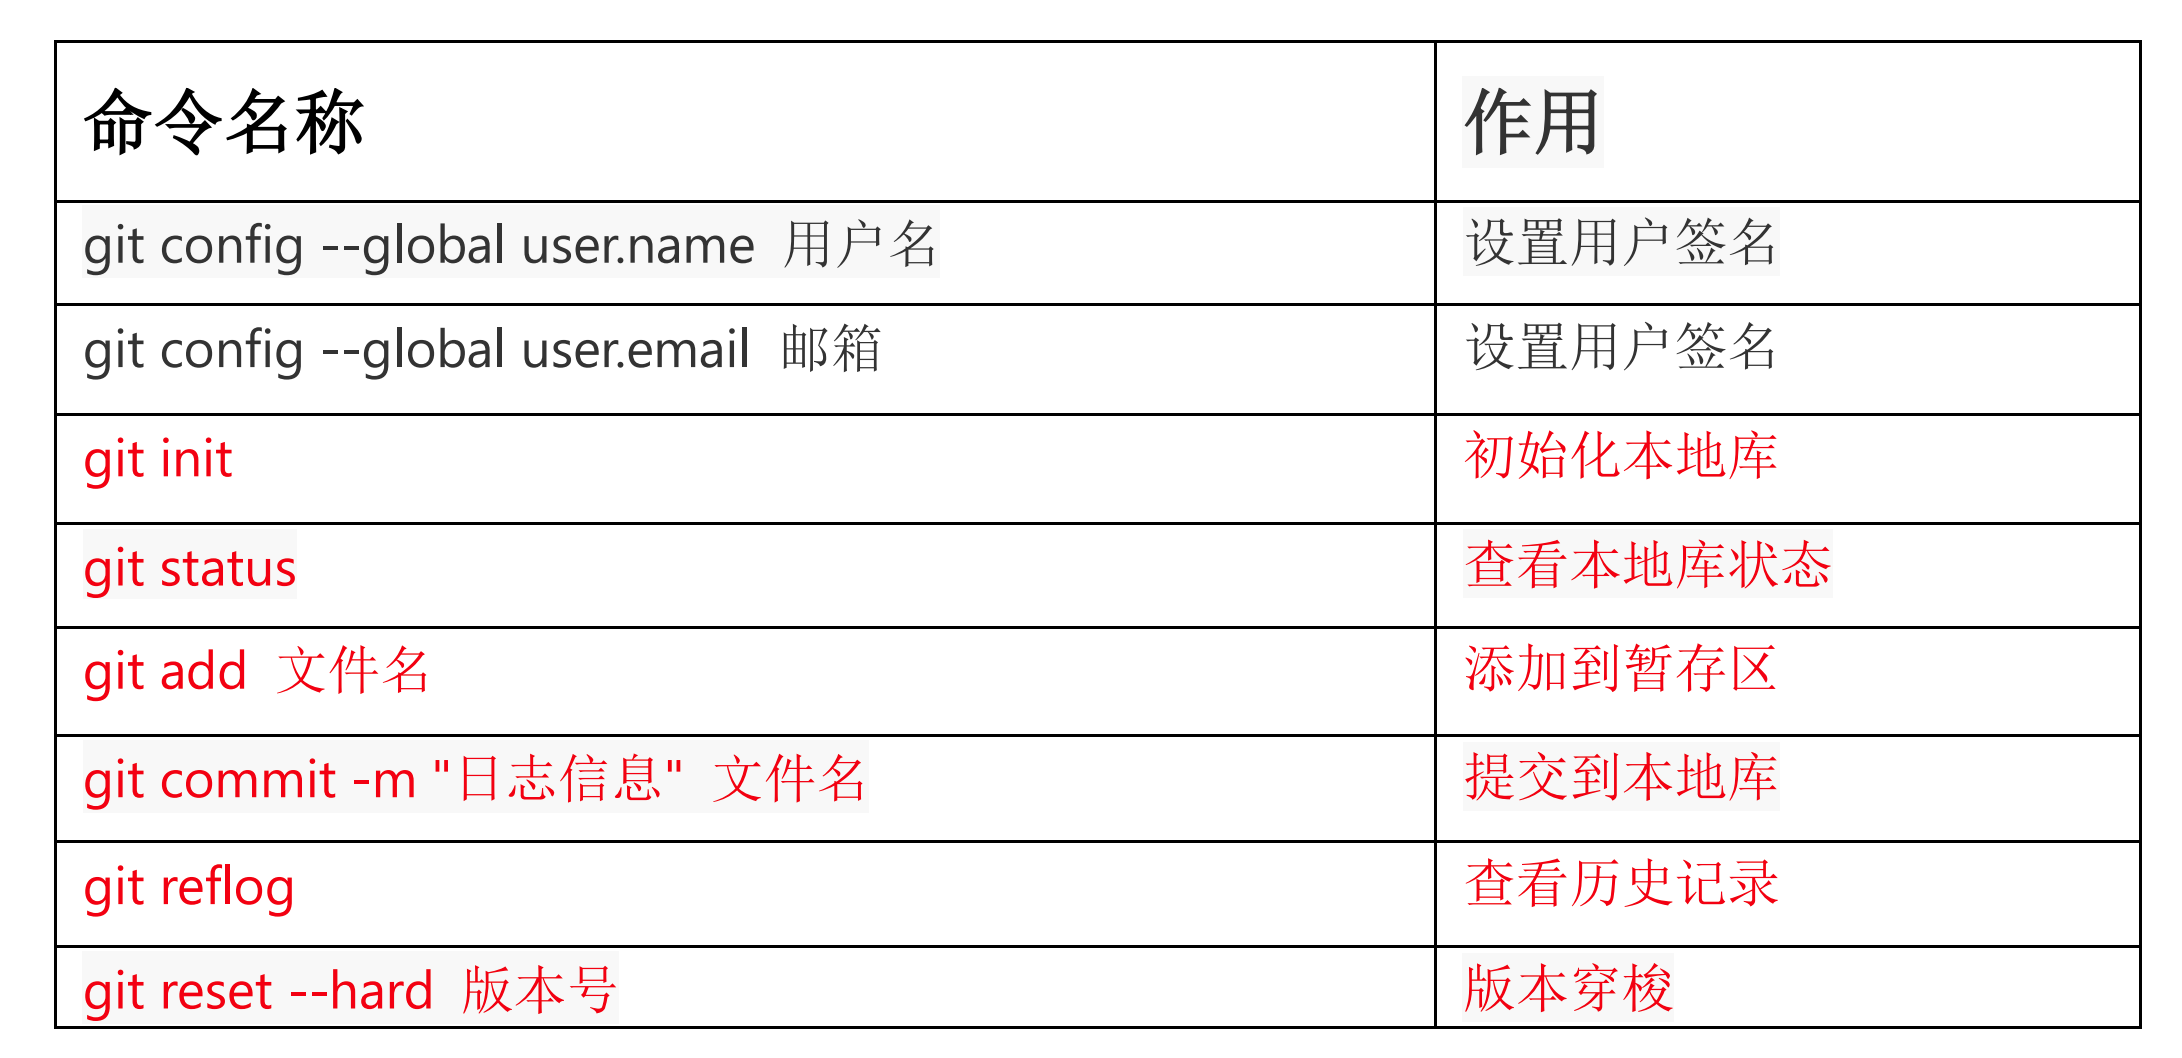 命令名称 作用
git config --global user.name 用户名 设置用户签名
git config --global user.email 邮箱 设置用户签名
git init 初始化本地库
git status 查看本地库状态
git add 文件名 添加到暂存区
git commit -m "日志信息" 文件名 提交到本地库
git reflog 查看历史记录
git reset --hard 版本号 版本穿梭